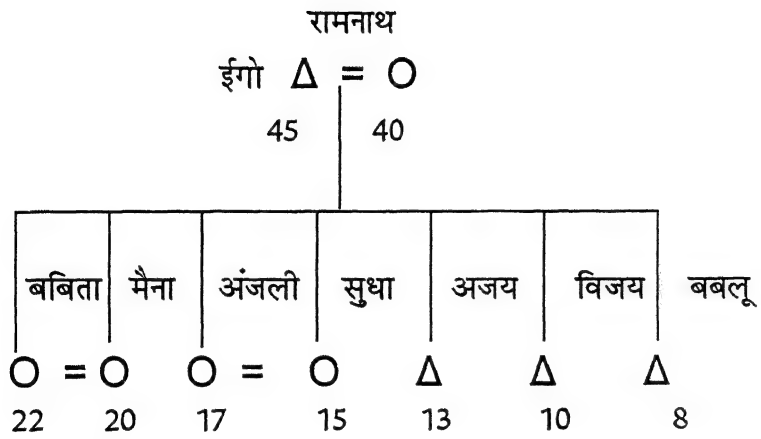 रामनाथ
ईगो Δ = O
45 40
बबिता मैना अंजली सुधा अजय विजय बबलू
O = O O = O Δ Δ Δ
22 20 17 15 13 10 8